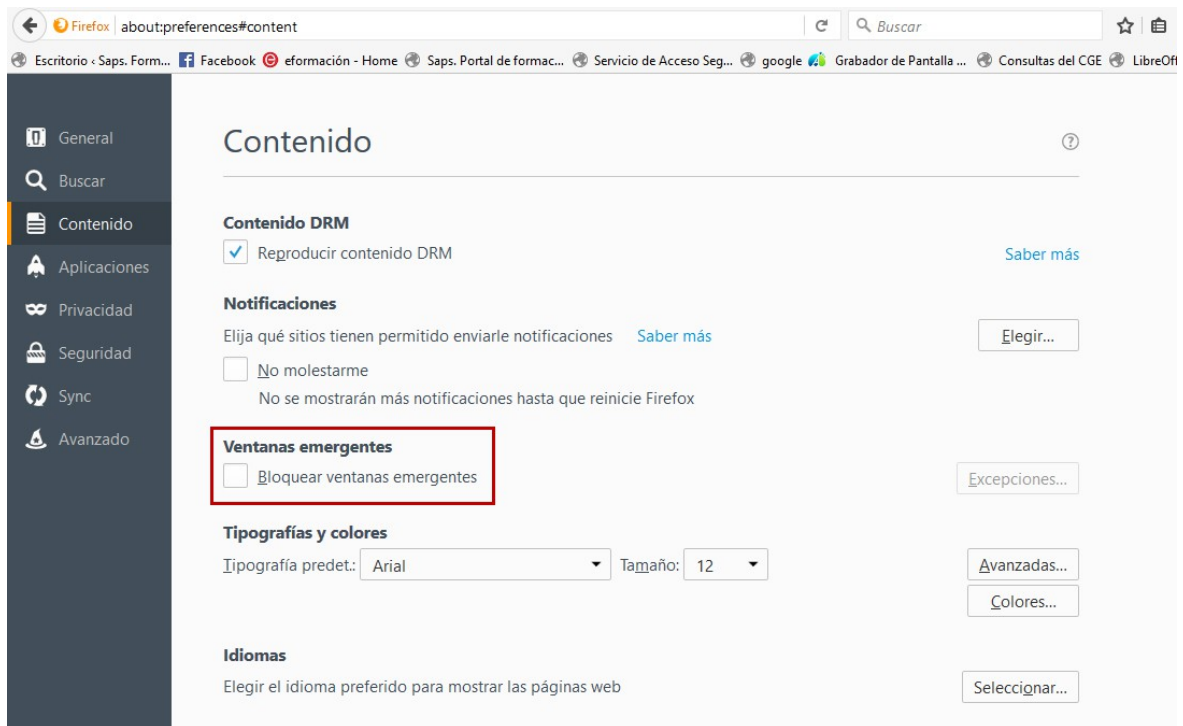 Firefox about:preferences#content Buscar
Escritorio ‹ Saps. Form... Facebook eformación - Home Saps. Portal de formac... Servicio de Acceso Seg... google Grabador de Pantalla ... Consultas del CGE LibreOff
General
Buscar
Contenido
Aplicaciones
Privacidad
Seguridad
Sync
Avanzado
Contenido
Contenido DRM
Reproducir contenido DRM Saber más
Notificaciones
Elija qué sitios tienen permitido enviarle notificaciones Saber más Elegir...
No molestarme
No se mostrarán más notificaciones hasta que reinicie Firefox
Ventanas emergentes
Bloquear ventanas emergentes Excepciones...
Tipografías y colores
Tipografía predet.: Arial Tamaño: 12 Avanzadas...
Colores...
Idiomas
Elegir el idioma preferido para mostrar las páginas web Seleccionar...